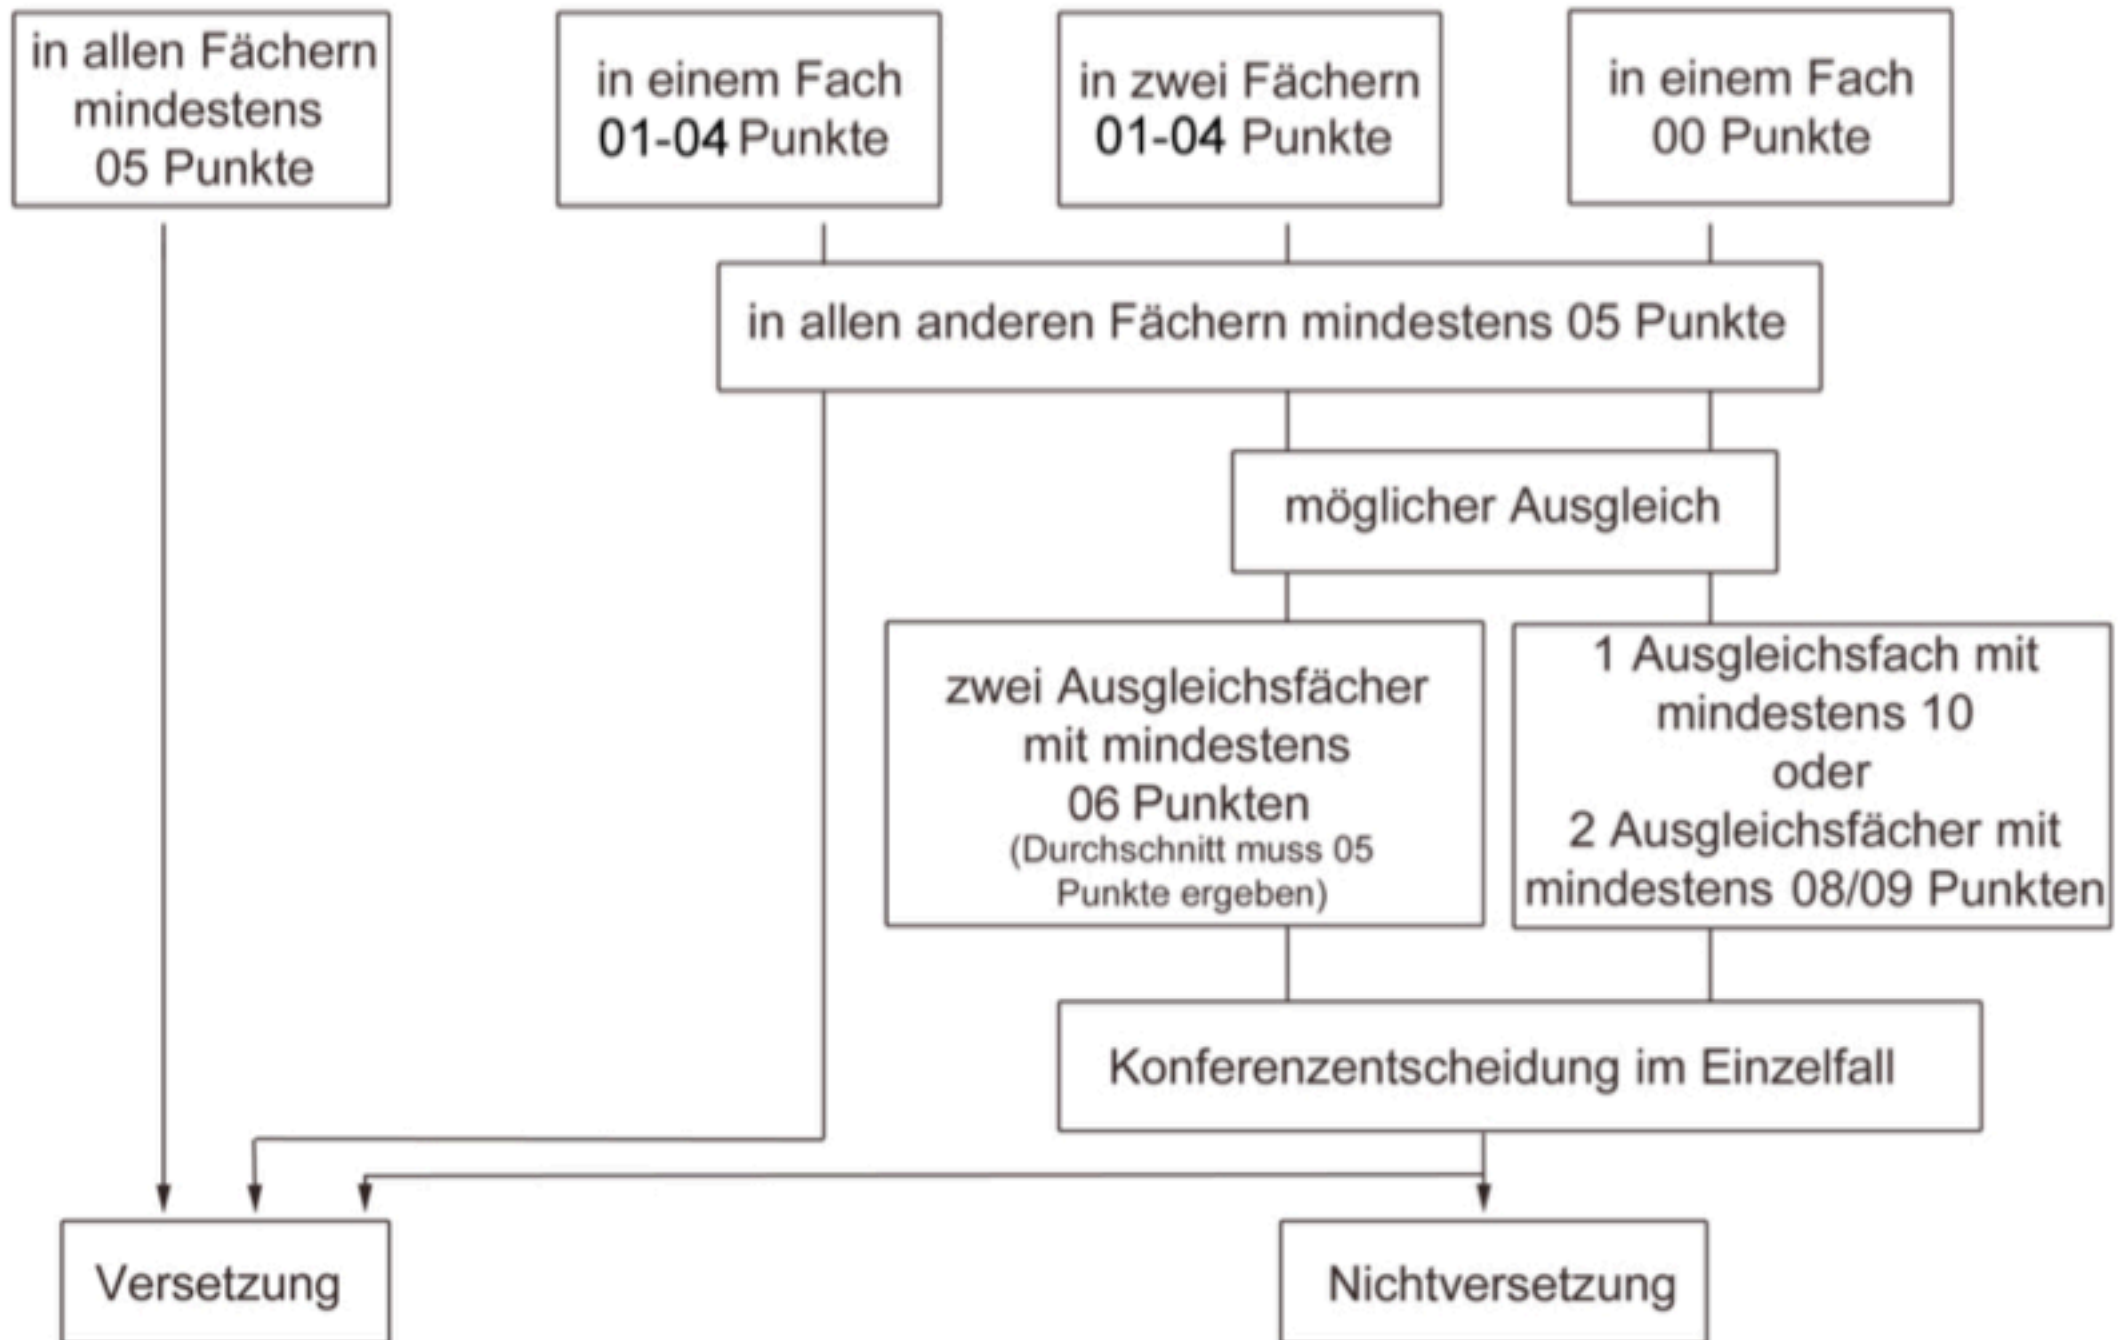 in allen Fächern
mindestens
05 Punkte
in einem Fach
01-04 Punkte
in zwei Fächern
01-04 Punkte
in einem Fach
00 Punkte
in allen anderen Fächern mindestens 05 Punkte
möglicher Ausgleich
zwei Ausgleichsfächer
mit mindestens
06 Punkten
(Durchschnitt muss 05
Punkte ergeben)
1 Ausgleichsfach mit
mindestens 10
oder
2 Ausgleichsfächer mit
mindestens 08/09 Punkten
Konferenzentscheidung im Einzelfall
Versetzung
Nichtversetzung